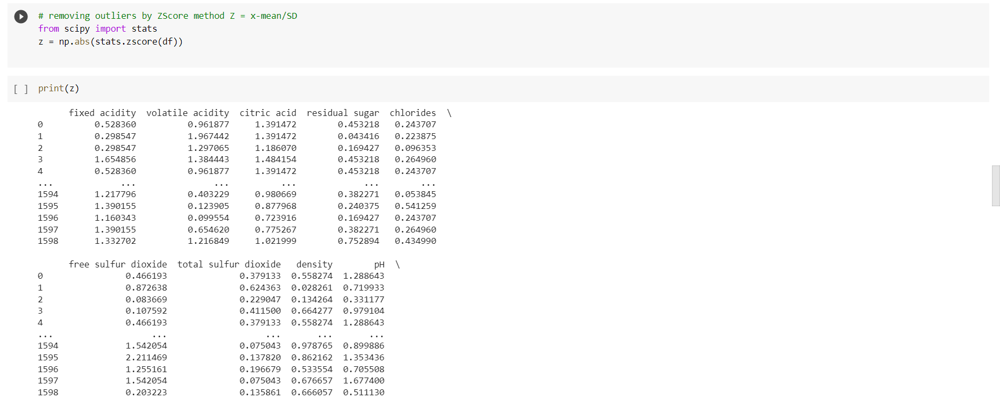 # removing outliers by ZScore method Z = x-mean/SD
from scipy import stats
z = np.abs(stats.zscore(df))
[ ] print(z)
fixed acidity volatile acidity citric acid residual sugar chlorides \
0 0.528360 0.961877 1.391472 0.453218 0.243707
1 0.298547 1.967442 1.391472 0.043416 0.223875
2 0.298547 1.297065 1.186070 0.169427 0.096353
3 1.654856 1.384443 1.484154 0.453218 0.264960
4 0.528360 0.961877 1.391472 0.453218 0.243707
... ... ... ... ... ...
1594 1.217796 0.403229 0.980669 0.382271 0.053845
1595 1.390155 0.123905 0.877968 0.240375 0.541259
1596 1.160343 0.099554 0.723916 0.169427 0.243707
1597 1.390155 0.654620 0.775267 0.382271 0.264960
1598 1.332702 1.216849 1.021999 0.752894 0.434990
free sulfur dioxide total sulfur dioxide density pH \
0 0.466193 0.379133 0.558274 1.288643
1 0.872638 0.624363 0.028261 0.719933
2 0.083669 0.229047 0.134264 0.331177
3 0.107592 0.411500 0.664277 0.979104
4 0.466193 0.379133 0.558274 1.288643
... ... ... ... ...
1594 1.542054 0.075043 0.978765 0.899886
1595 2.211469 0.137820 0.862162 1.353436
1596 1.255161 0.196679 0.533554 0.705508
1597 1.542054 0.075043 0.676657 1.677400
1598 0.203223 0.135861 0.666057 0.511130